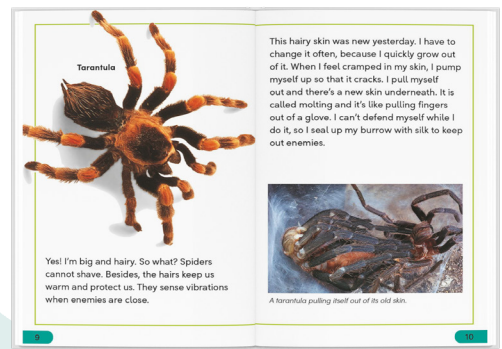 Tarantula
Yes! I'm big and hairy. So what? Spiders
cannot shave. Besides, the hairs keep us
warm and protect us. They sense vibrations
when enemies are close.
9
This hairy skin was new yesterday. I have to
change it often, because I quickly grow out
of it. When I feel cramped in my skin, I pump
myself up so that it cracks. I pull myself
out and there's a new skin underneath. It is
called molting and it's like pulling fingers
out of a glove. I can't defend myself while I
do it, so I seal up my burrow with silk to keep
out enemies.
A tarantula pulling itself out of its old skin.
10